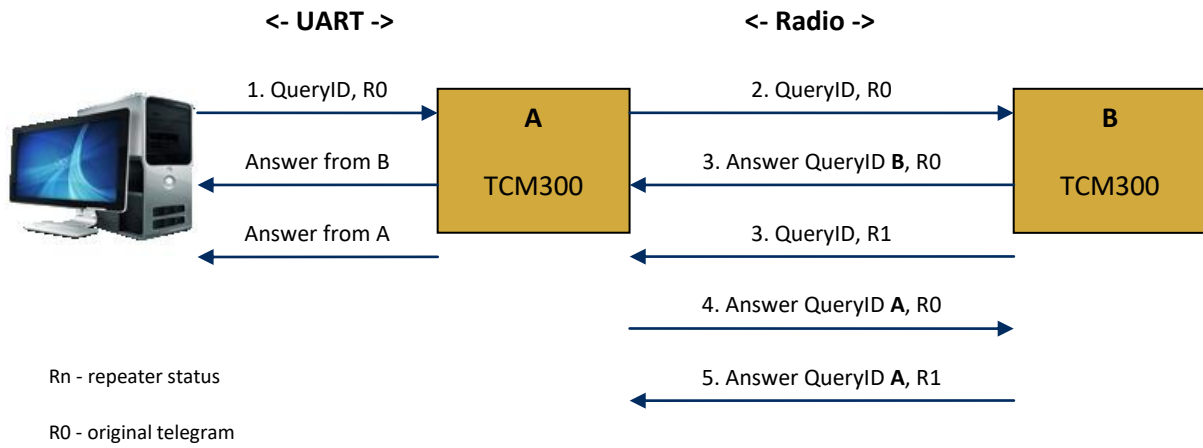 <- UART ->
<- Radio ->
1. QueryID, R0
2. QueryID, R0
A
B
Answer from B
3. Answer QueryID B, R0
TCM300
TCM300
Answer from A
3. QueryID, R1
4. Answer QueryID A, R0
Rn - repeater status
5. Answer QueryID A, R1
R0 - original telegram